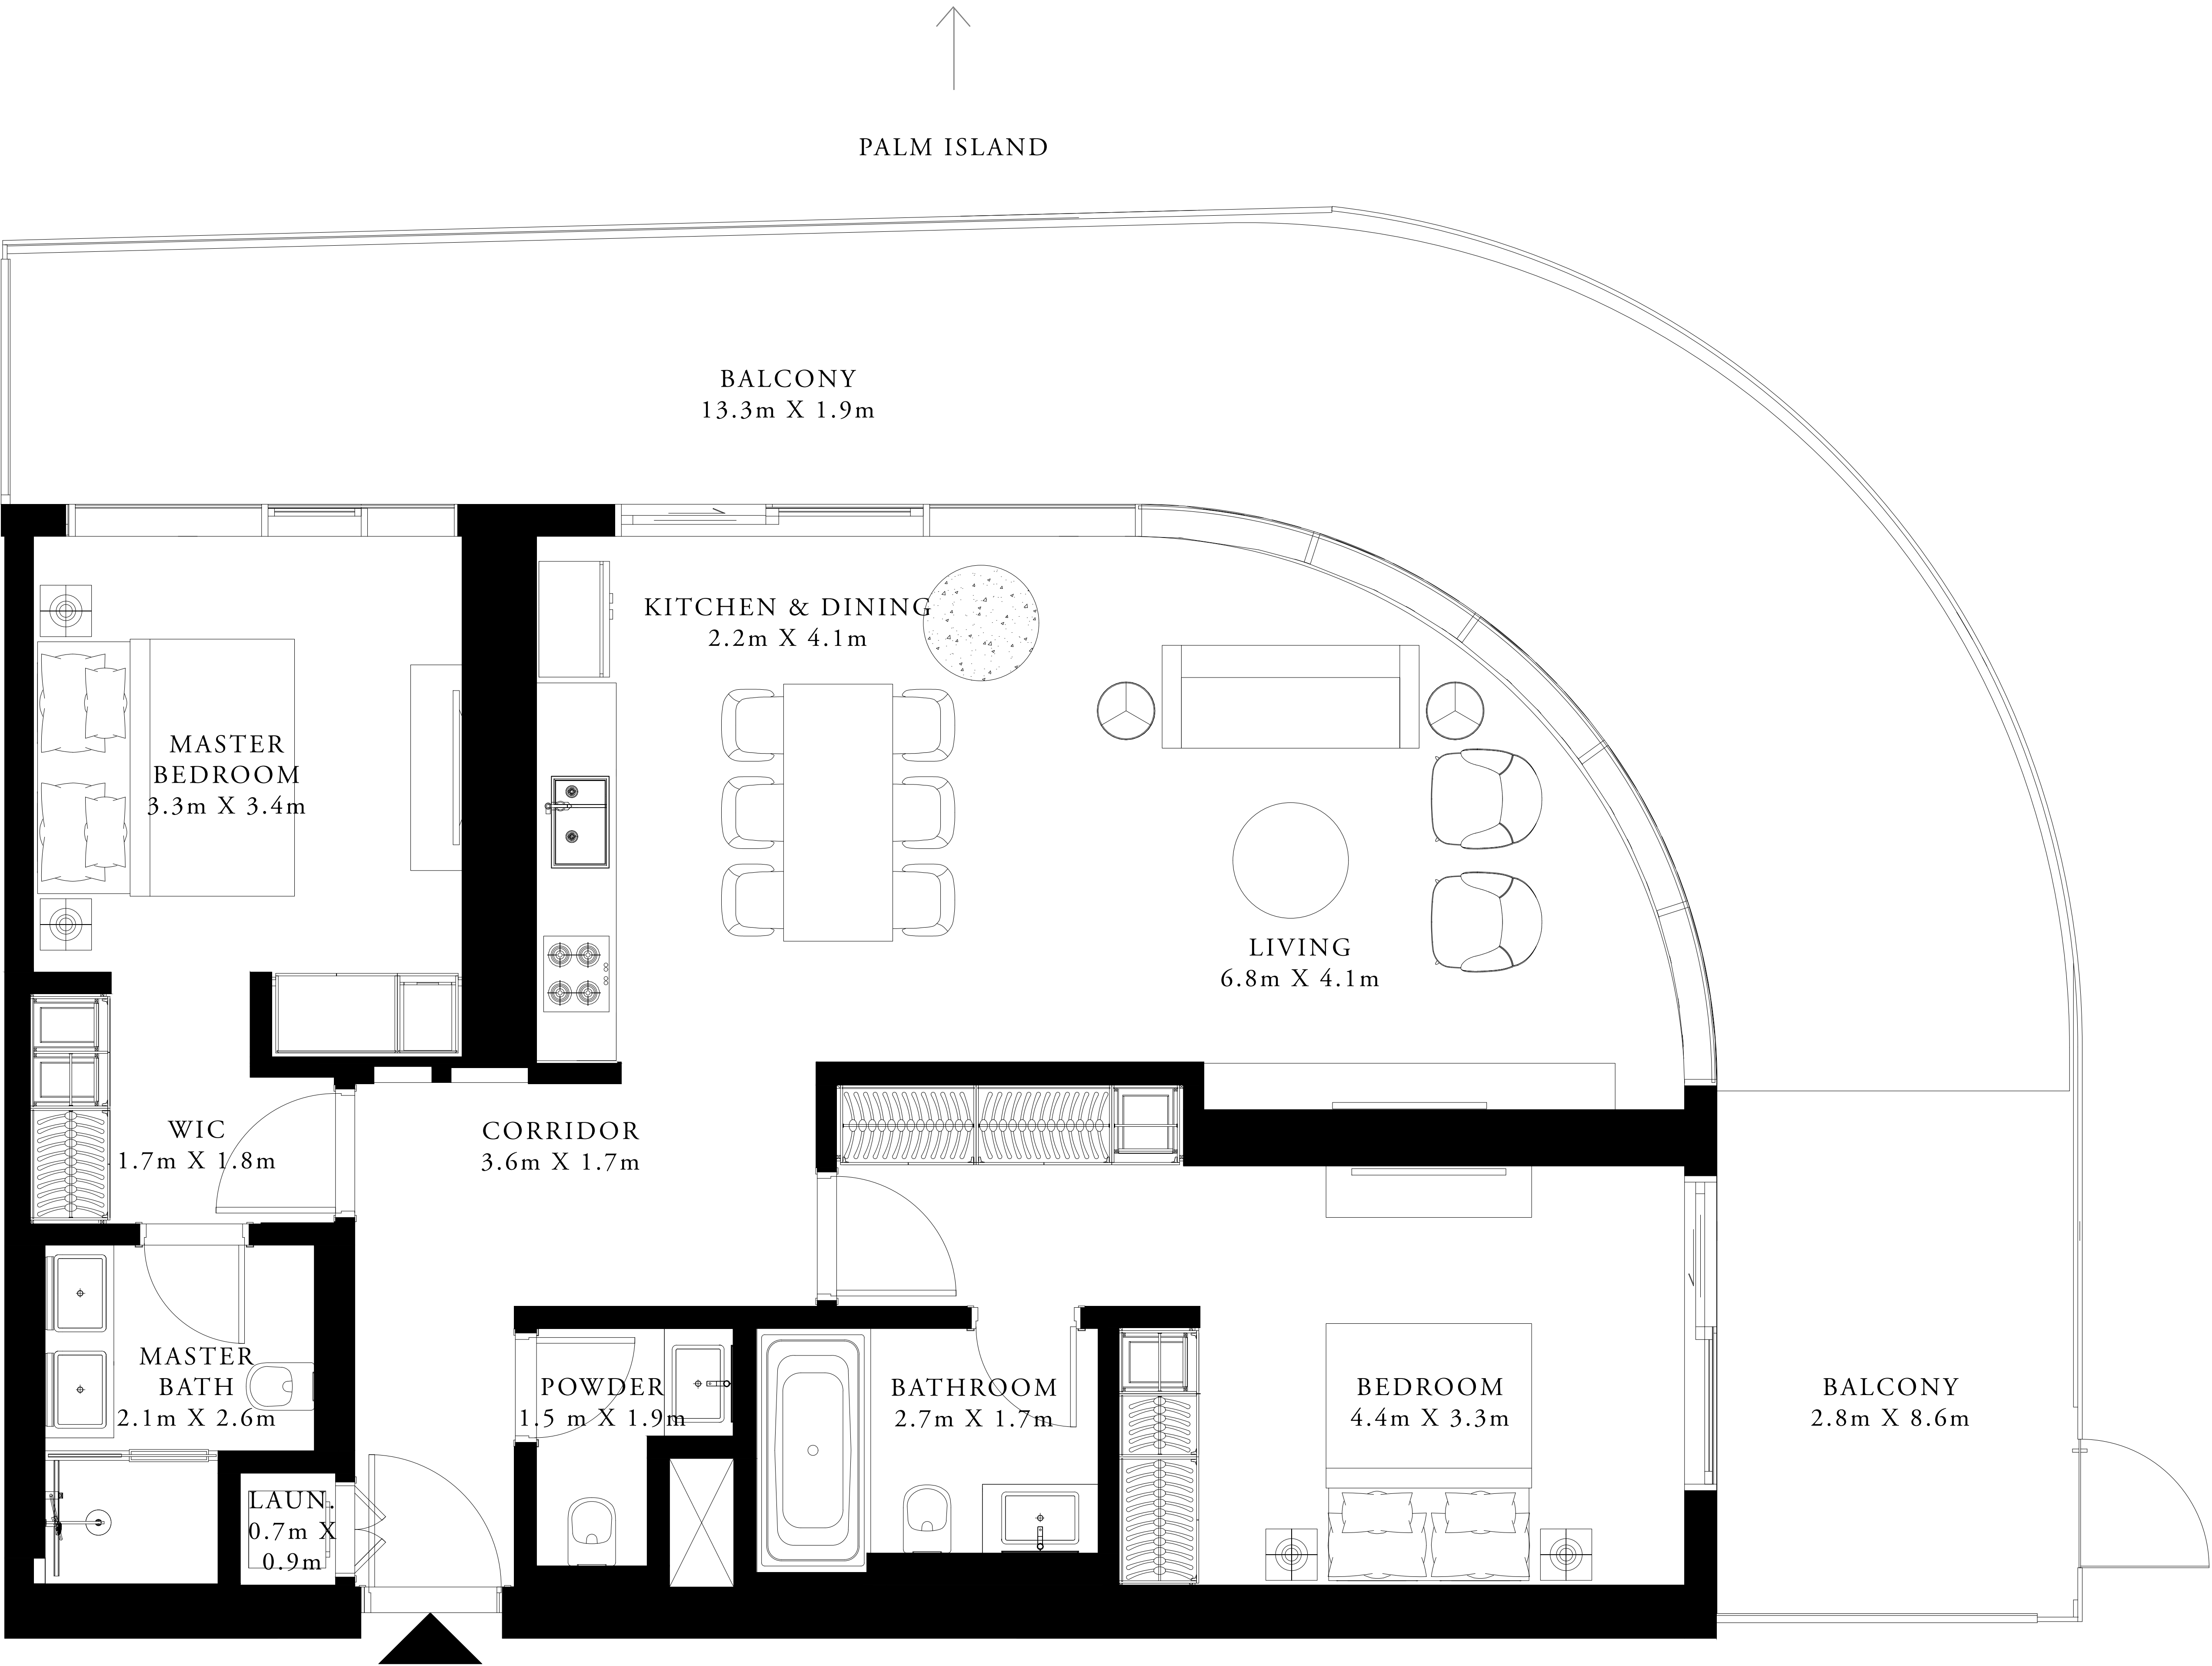 PALM ISLAND
BALCONY
13.3m X 1.9m
KITCHEN & DINING
2.2m X 4.1m
MASTER
BEDROOM
3.3m X 3.4m
LIVING
6.8m X 4.1m
WIC
1.7m X 1.8m
CORRIDOR
3.6m X 1.7m
MASTER
BATH
2.1m X 2.6m
POWDER
1.5 m X 1.9m
BATHROOM
2.7m X 1.7m
BEDROOM
4.4m X 3.3m
BALCONY
2.8m X 8.6m
LAUN.
0.7m X
0.9m